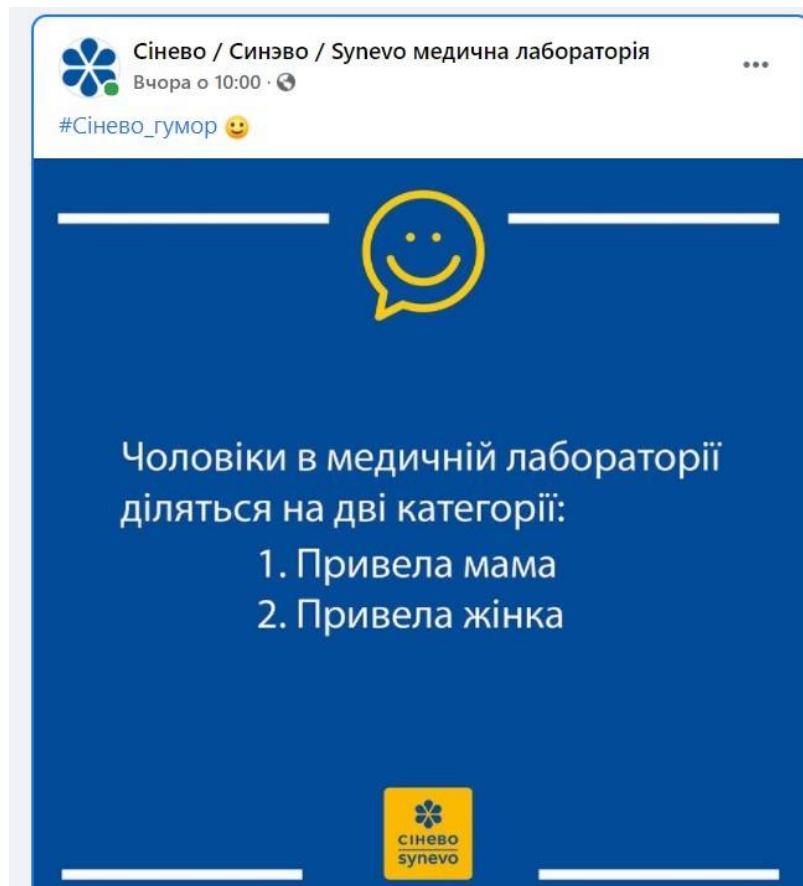 Сінево / Синэво / Synevo медична лабораторія
Вчора о 10:00 ·
#Сінево_гумор 🙂
Чоловіки в медичній лабораторії
діляться на дві категорії:
1. Привела мама
2. Привела жінка
сінево
synevo